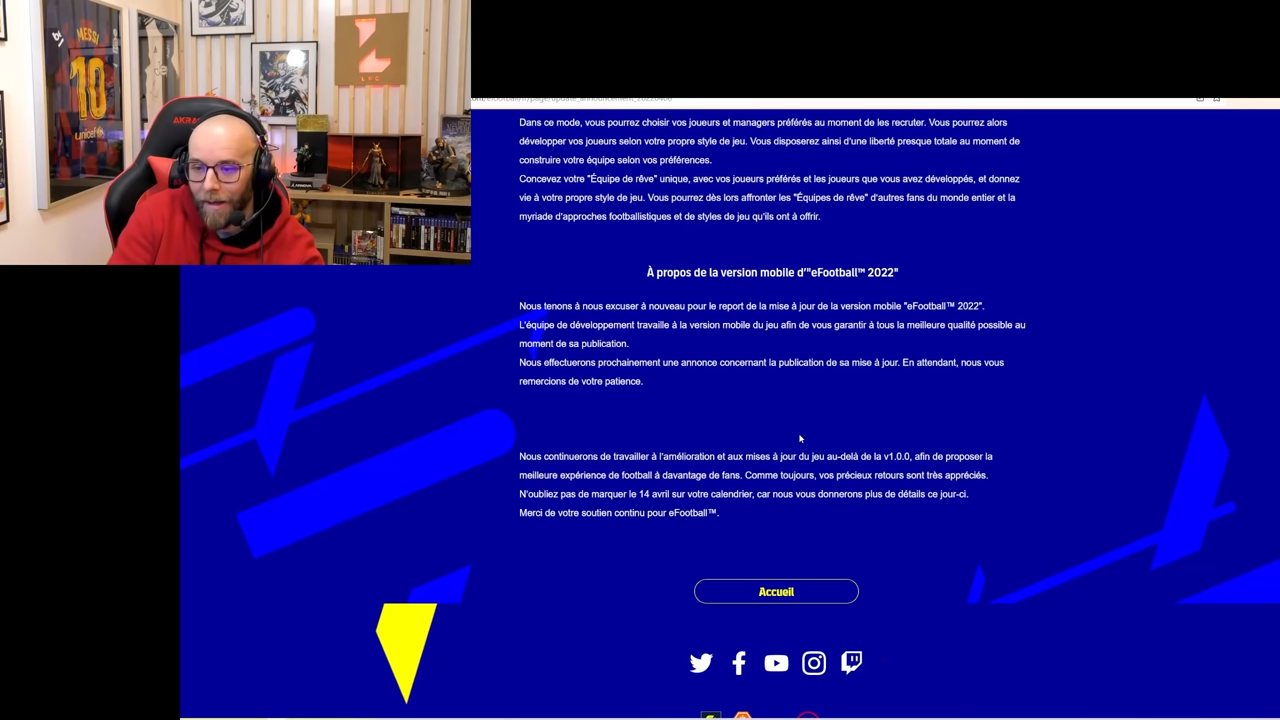 MESSI
10
unicef
AKRACING
LVC
Dans ce mode, vous pourrez choisir vos joueurs et managers préférés au moment de les recruter. Vous pourrez alors
développer vos joueurs selon votre propre style de jeu. Vous disposerez ainsi d'une liberté presque totale au moment de
construire votre équipe selon vos préférences.
Concevez votre "Équipe de rêve" unique, avec vos joueurs préférés et les joueurs que vous avez développés, et donnez
vie à votre propre style de jeu. Vous pourrez dès lors affronter les "Équipes de rêve" d'autres fans du monde entier et la
myriade d'approches footballistiques et de styles de jeu qu'ils ont à offrir.
À propos de la version mobile d'"eFootball™ 2022"
Nous tenons à nous excuser à nouveau pour le report de la mise à jour de la version mobile "eFootball™ 2022".
L'équipe de développement travaille à la version mobile du jeu afin de vous garantir à tous la meilleure qualité possible au
moment de sa publication.
Nous effectuerons prochainement une annonce concernant la publication de sa mise à jour. En attendant, nous vous
remercions de votre patience.
Nous continuerons de travailler à l'amélioration et aux mises à jour du jeu au-delà de la v1.0.0, afin de proposer la
meilleure expérience de football à davantage de fans. Comme toujours, vos précieux retours sont très appréciés.
N'oubliez pas de marquer le 14 avril sur votre calendrier, car nous vous donnerons plus de détails ce jour-ci.
Merci de votre soutien continu pour eFootball™.
Accueil